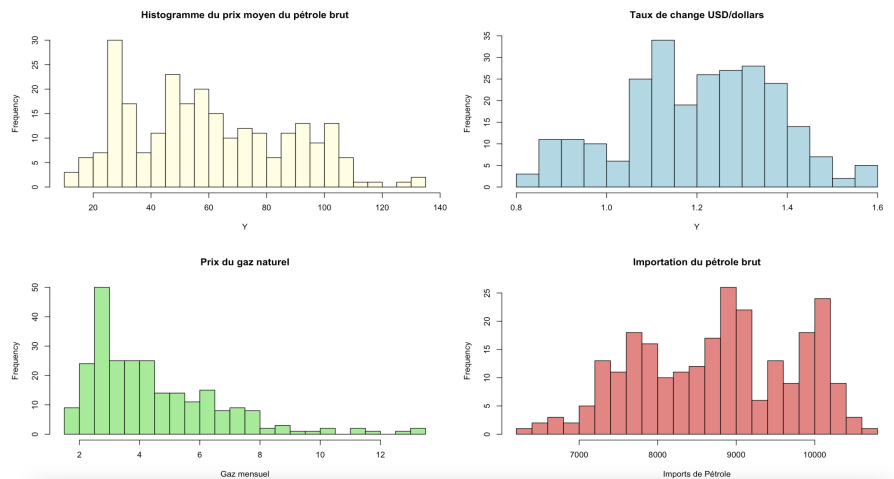 Histogramme du prix moyen du pétrole brut
Frequency
0 5 10 15 20 25 30
20 40 60 80 100 120 140
Y
Taux de change USD/dollars
Frequency
0 5 10 15 20 25 30 35
0.8 1.0 1.2 1.4 1.6
Y
Prix du gaz naturel
Frequency
0 10 20 30 40 50
2 4 6 8 10 12
Gaz mensuel
Importation du pétrole brut
Frequency
0 5 10 15 20 25
7000 8000 9000 10000
Imports de Pétrole